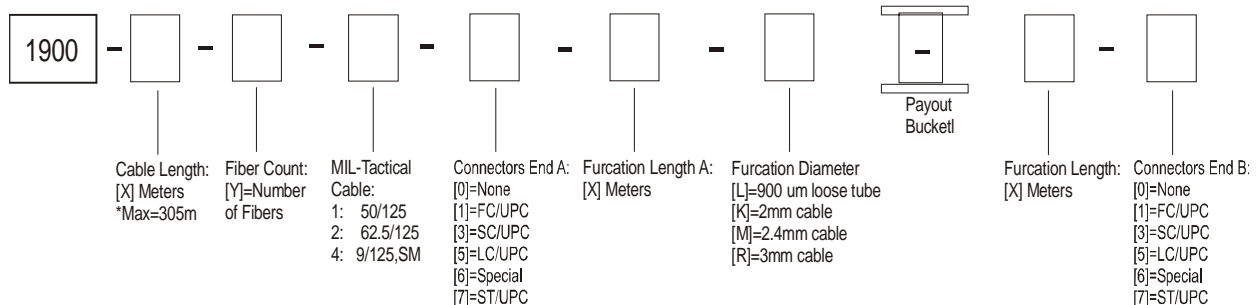 1900 - - - - - - - -
Payout
Bucketl
Cable Length:
[X] Meters
*Max=305m
Fiber Count:
[Y]=Number
of Fibers
MIL-Tactical
Cable:
1: 50/125
2: 62.5/125
4: 9/125,SM
Connectors End A:
[0]=None
[1]=FC/UPC
[3]=SC/UPC
[5]=LC/UPC
[6]=Special
[7]=ST/UPC
Furcation Length A:
[X] Meters
Furcation Diameter
[L]=900 um loose tube
[K]=2mm cable
[M]=2.4mm cable
[R]=3mm cable
Furcation Length:
[X] Meters
Connectors End B:
[0]=None
[1]=FC/UPC
[3]=SC/UPC
[5]=LC/UPC
[6]=Special
[7]=ST/UPC